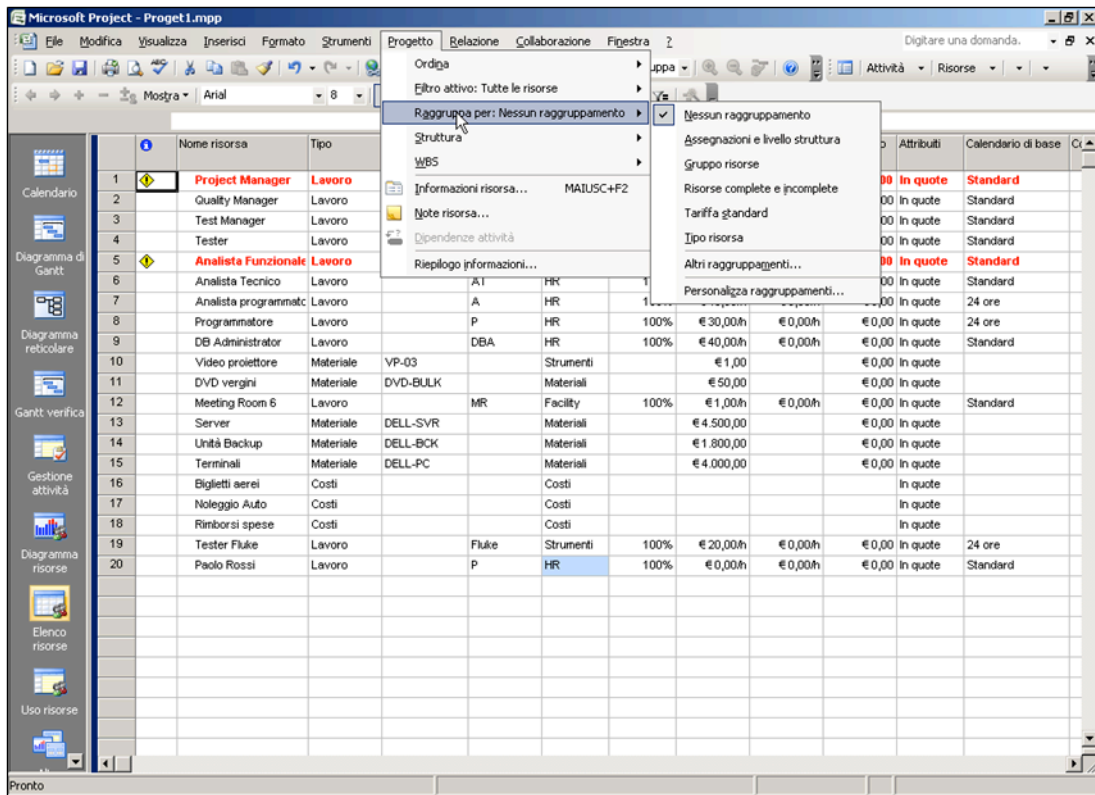 Microsoft Project - Proget1.mpp
File Modifica Visualizza Inserisci Formato Strumenti Progetto Relazione Collaborazione Finestra ? Digitare una domanda.
uppa Attività Risorse
Mostra Arial 8
Ordina
Filtro attivo: Tutte le risorse
Raggruppa per: Nessun raggruppamento
Struttura
WBS
Informazioni risorsa... MAIUSC+F2
Note risorsa...
Dipendenze attività
Riepilogo informazioni...
Nessun raggruppamento
Assegnazioni e livello struttura
Gruppo risorse
Risorse complete e incomplete
Tariffa standard
Tipo risorsa
Altri raggruppamenti...
Personalizza raggruppamenti...
Calendario
Diagramma di Gantt
Diagramma reticolare
Gantt verifica
Gestione attività
Diagramma risorse
Elenco risorse
Uso risorse
Nome risorsa Tipo Attributi Calendario di base
1 Project Manager Lavoro 00 In quote Standard
2 Quality Manager Lavoro 00 In quote Standard
3 Test Manager Lavoro 00 In quote Standard
4 Tester Lavoro 00 In quote Standard
5 Analista Funzionale Lavoro 00 In quote Standard
6 Analista Tecnico Lavoro AT HR 00 In quote Standard
7 Analista programmato Lavoro A HR 00 In quote 24 ore
8 Programmatore Lavoro P HR 100% €30,00/h €0,00/h €0,00 In quote 24 ore
9 DB Administrator Lavoro DBA HR 100% €40,00/h €0,00/h €0,00 In quote Standard
10 Video proiettore Materiale VP-03 Strumenti €1,00 €0,00 In quote
11 DVD vergini Materiale DVD-BULK Materiali €50,00 €0,00 In quote
12 Meeting Room 6 Lavoro MR Facility 100% €1,00/h €0,00/h €0,00 In quote Standard
13 Server Materiale DELL-SVR Materiali €4.500,00 €0,00 In quote
14 Unità Backup Materiale DELL-BCK Materiali €1.800,00 €0,00 In quote
15 Terminali Materiale DELL-PC Materiali €4.000,00 €0,00 In quote
16 Biglietti aerei Costi Costi In quote
17 Noleggio Auto Costi Costi In quote
18 Rimborsi spese Costi Costi In quote
19 Tester Fluke Lavoro Fluke Strumenti 100% €20,00/h €0,00/h €0,00 In quote 24 ore
20 Paolo Rossi Lavoro P HR 100% €0,00/h €0,00/h €0,00 In quote Standard
Pronto